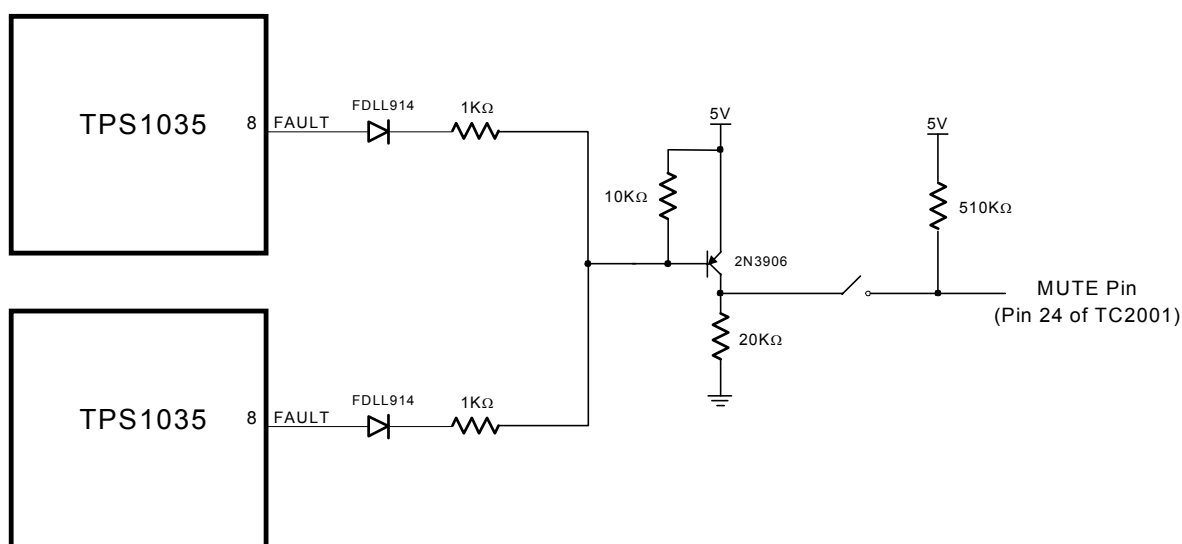 TPS1035
8
FAULT
FDLL914
1KΩ
5V
10KΩ
2N3906
20KΩ
5V
510KΩ
MUTE Pin
(Pin 24 of TC2001)
TPS1035
8
FAULT
FDLL914
1KΩ